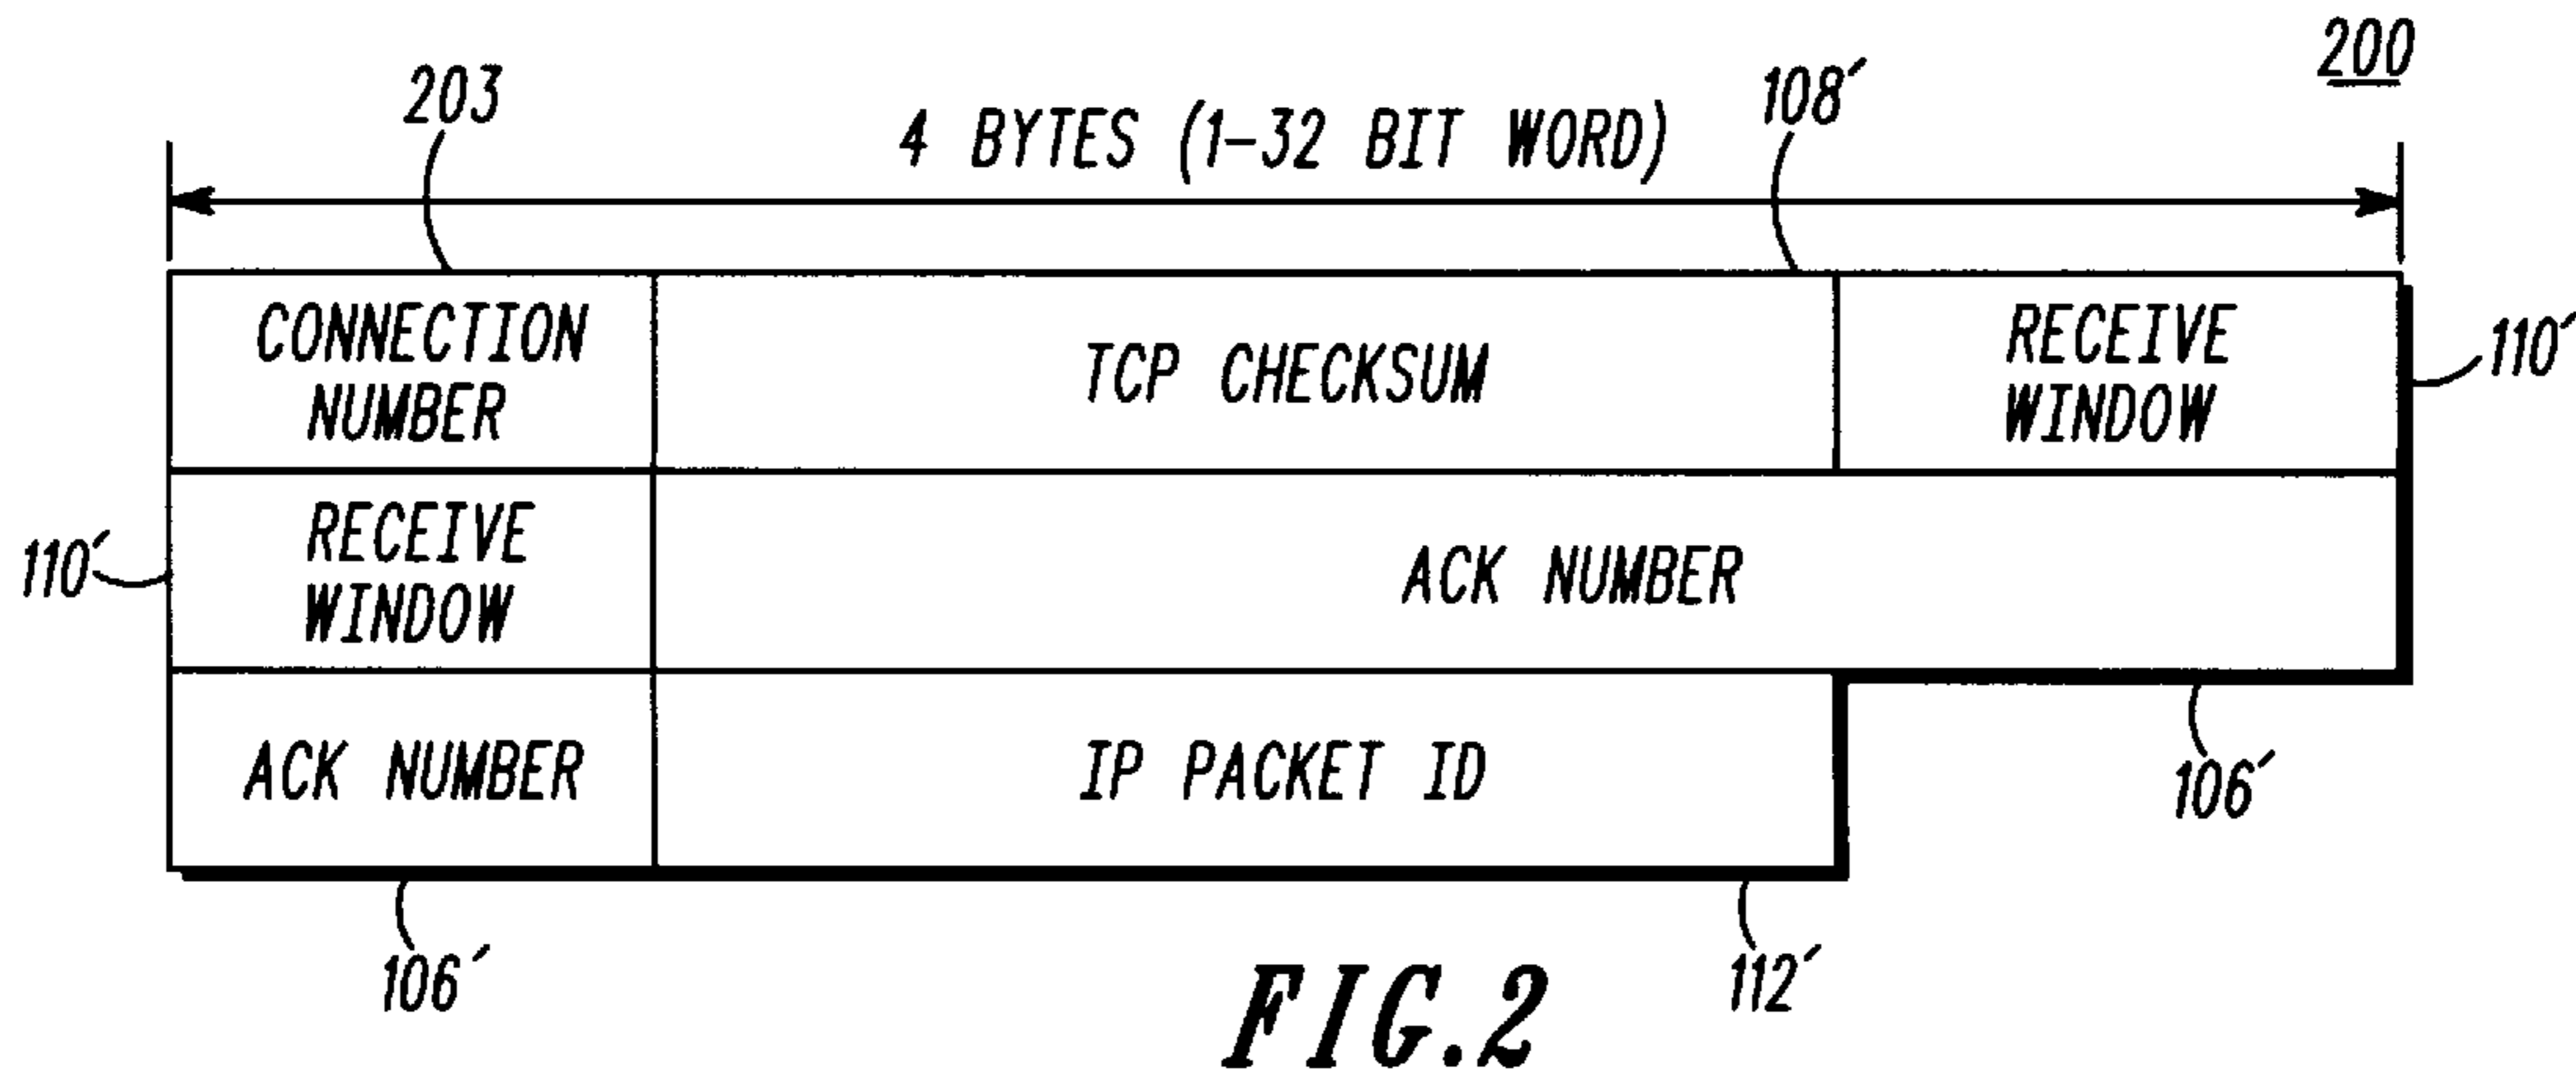 200
203
4 BYTES (1-32 BIT WORD)
108'
CONNECTION
NUMBER
TCP CHECKSUM
RECEIVE
WINDOW
110'
110'
RECEIVE
WINDOW
ACK NUMBER
ACK NUMBER
IP PACKET ID
106'
106'
112'
FIG.2